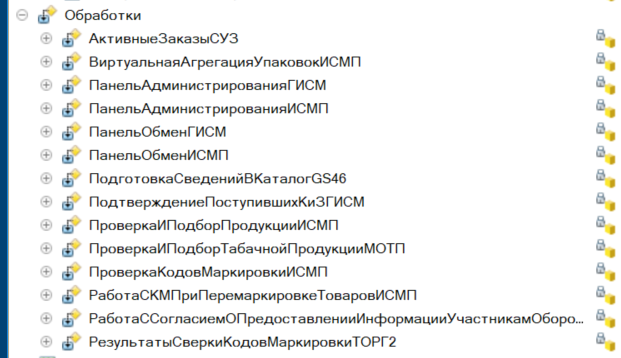 Обработки
АктивныеЗаказыСУЗ
ВиртуальнаяАгрегацияУпаковокИСМП
ПанельАдминистрированияГИСМ
ПанельАдминистрированияИСМП
ПанельОбменГИСМ
ПанельОбменИСМП
ПодготовкаСведенийВКаталогGS46
ПодтверждениеПоступившихКиЗГИСМ
ПроверкаИПодборПродукцииИСМП
ПроверкаИПодборТабачнойПродукцииМОТП
ПроверкаКодовМаркировкиИСМП
РаботаСКМПриПеремаркировкеТоваровИСМП
РаботаССогласиемОПредоставленииИнформацииУчастникамОборо...
РезультатыСверкиКодовМаркировкиТОРГ2